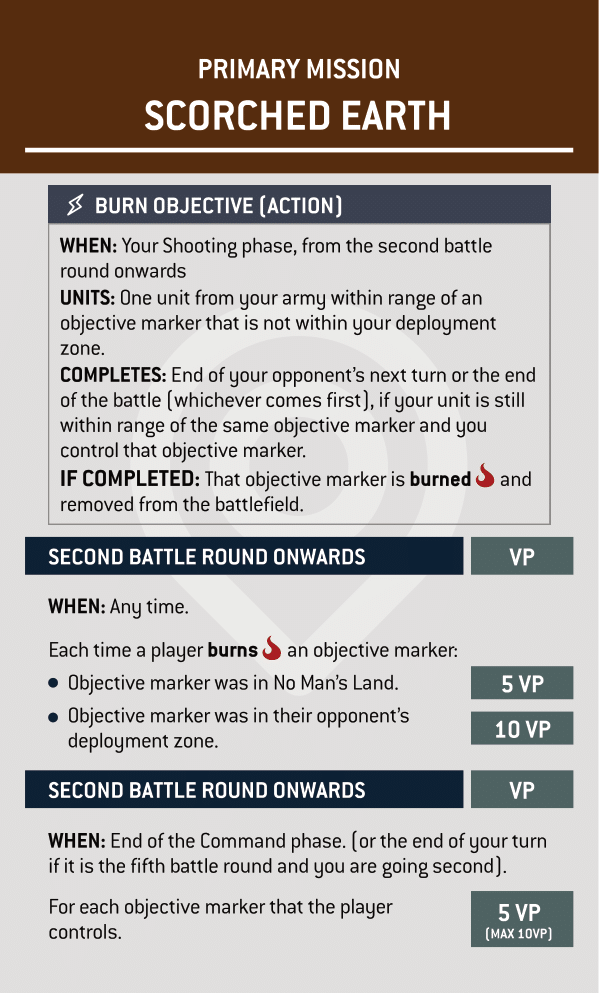 PRIMARY MISSION
SCORCHED EARTH
BURN OBJECTIVE (ACTION)
WHEN: Your Shooting phase, from the second battle
round onwards
UNITS: One unit from your army within range of an
objective marker that is not within your deployment
zone.
COMPLETES: End of your opponent's next turn or the end
of the battle (whichever comes first), if your unit is still
within range of the same objective marker and you
control that objective marker.
IF COMPLETED: That objective marker is burned and
removed from the battlefield.
SECOND BATTLE ROUND ONWARDS VP
WHEN: Any time.
Each time a player burns an objective marker:
• Objective marker was in No Man's Land. 5 VP
• Objective marker was in their opponent's
deployment zone. 10 VP
SECOND BATTLE ROUND ONWARDS VP
WHEN: End of the Command phase. (or the end of your turn
if it is the fifth battle round and you are going second).
For each objective marker that the player
controls.
5 VP
(MAX 10VP)